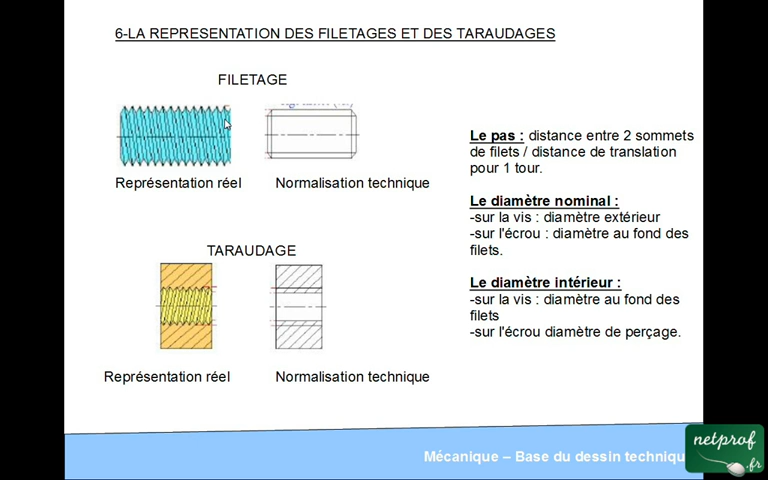 6-LA REPRESENTATION DES FILETAGES ET DES TARAUDAGES
FILETAGE
Représentation réel
Normalisation technique
TARAUDAGE
Représentation réel
Normalisation technique
Le pas : distance entre 2 sommets
de filets / distance de translation
pour 1 tour.
Le diamètre nominal :
-sur la vis : diamètre extérieur
-sur l'écrou : diamètre au fond des
filets.
Le diamètre intérieur :
-sur la vis : diamètre au fond des
filets
-sur l'écrou diamètre de perçage.
Mécanique – Base du dessin techniqu
netprof
.fr